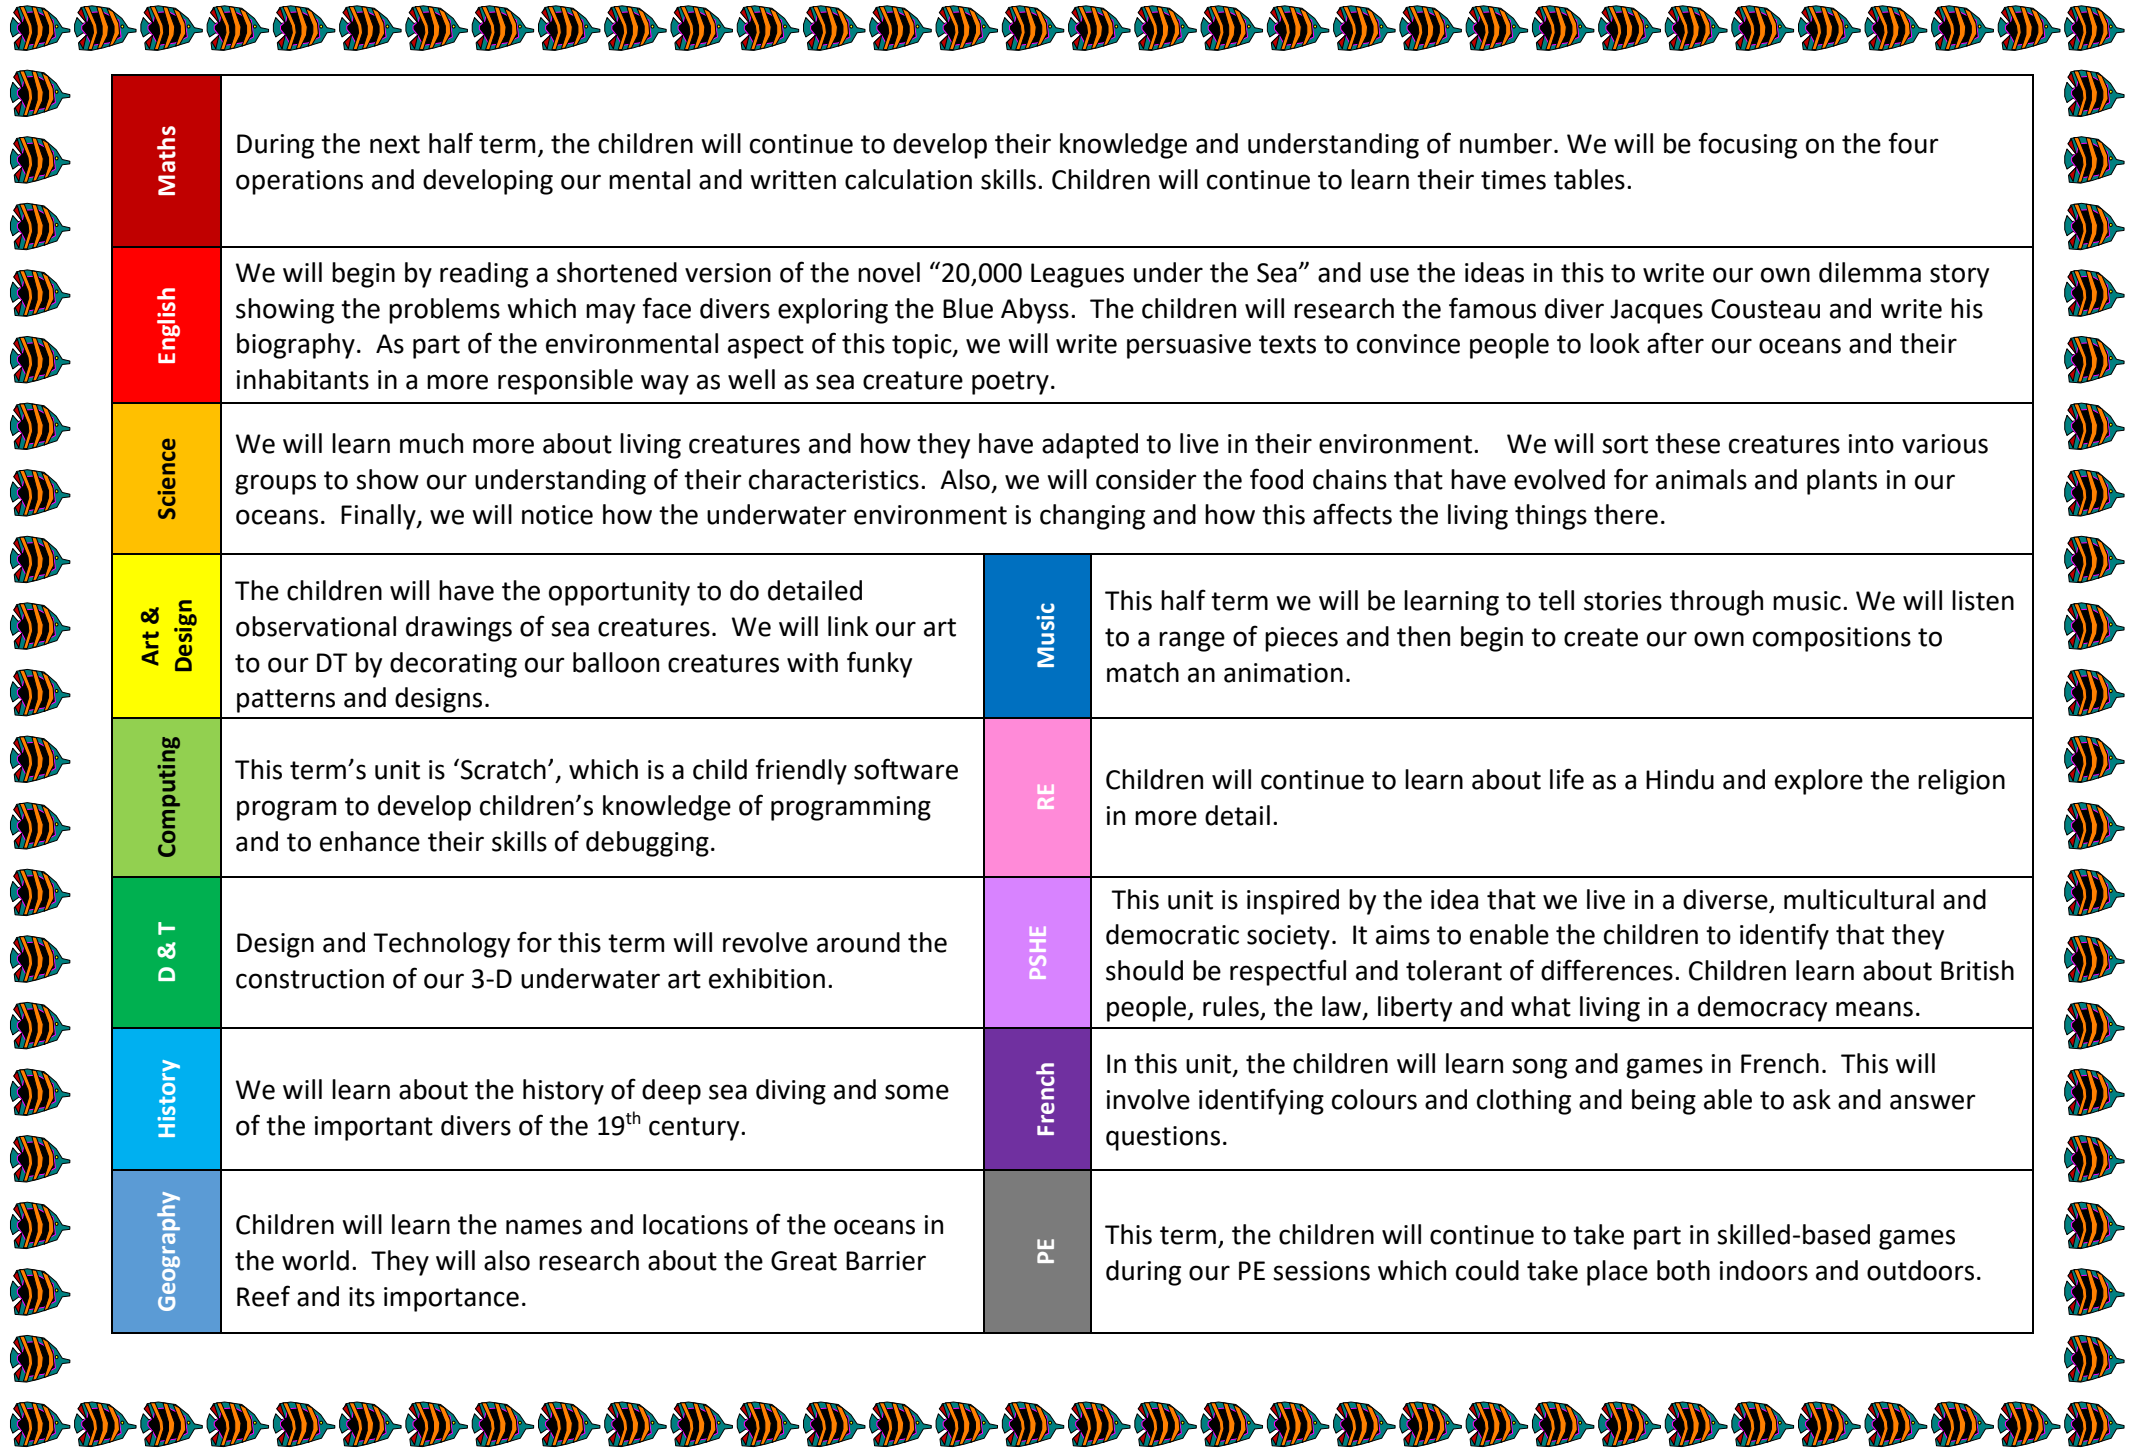 Maths
During the next half term, the children will continue to develop their knowledge and understanding of number. We will be focusing on the four
operations and developing our mental and written calculation skills. Children will continue to learn their times tables.
English
We will begin by reading a shortened version of the novel “20,000 Leagues under the Sea” and use the ideas in this to write our own dilemma story
showing the problems which may face divers exploring the Blue Abyss.  The children will research the famous diver Jacques Cousteau and write his
biography.  As part of the environmental aspect of this topic, we will write persuasive texts to convince people to look after our oceans and their
inhabitants in a more responsible way as well as sea creature poetry.
Science
We will learn much more about living creatures and how they have adapted to live in their environment.    We will sort these creatures into various
groups to show our understanding of their characteristics.  Also, we will consider the food chains that have evolved for animals and plants in our
oceans.  Finally, we will notice how the underwater environment is changing and how this affects the living things there.
Art &
Design
The children will have the opportunity to do detailed
observational drawings of sea creatures.  We will link our art
to our DT by decorating our balloon creatures with funky
patterns and designs.
Music
This half term we will be learning to tell stories through music. We will listen
to a range of pieces and then begin to create our own compositions to
match an animation.
Computing
This term’s unit is ‘Scratch’, which is a child friendly software
program to develop children’s knowledge of programming
and to enhance their skills of debugging.
RE
Children will continue to learn about life as a Hindu and explore the religion
in more detail.
D & T
Design and Technology for this term will revolve around the
construction of our 3-D underwater art exhibition.
PSHE
This unit is inspired by the idea that we live in a diverse, multicultural and
democratic society.  It aims to enable the children to identify that they
should be respectful and tolerant of differences. Children learn about British
people, rules, the law, liberty and what living in a democracy means.
History
We will learn about the history of deep sea diving and some
of the important divers of the 19th century.
French
In this unit, the children will learn song and games in French.  This will
involve identifying colours and clothing and being able to ask and answer
questions.
Geography
Children will learn the names and locations of the oceans in
the world.  They will also research about the Great Barrier
Reef and its importance.
PE
This term, the children will continue to take part in skilled-based games
during our PE sessions which could take place both indoors and outdoors.